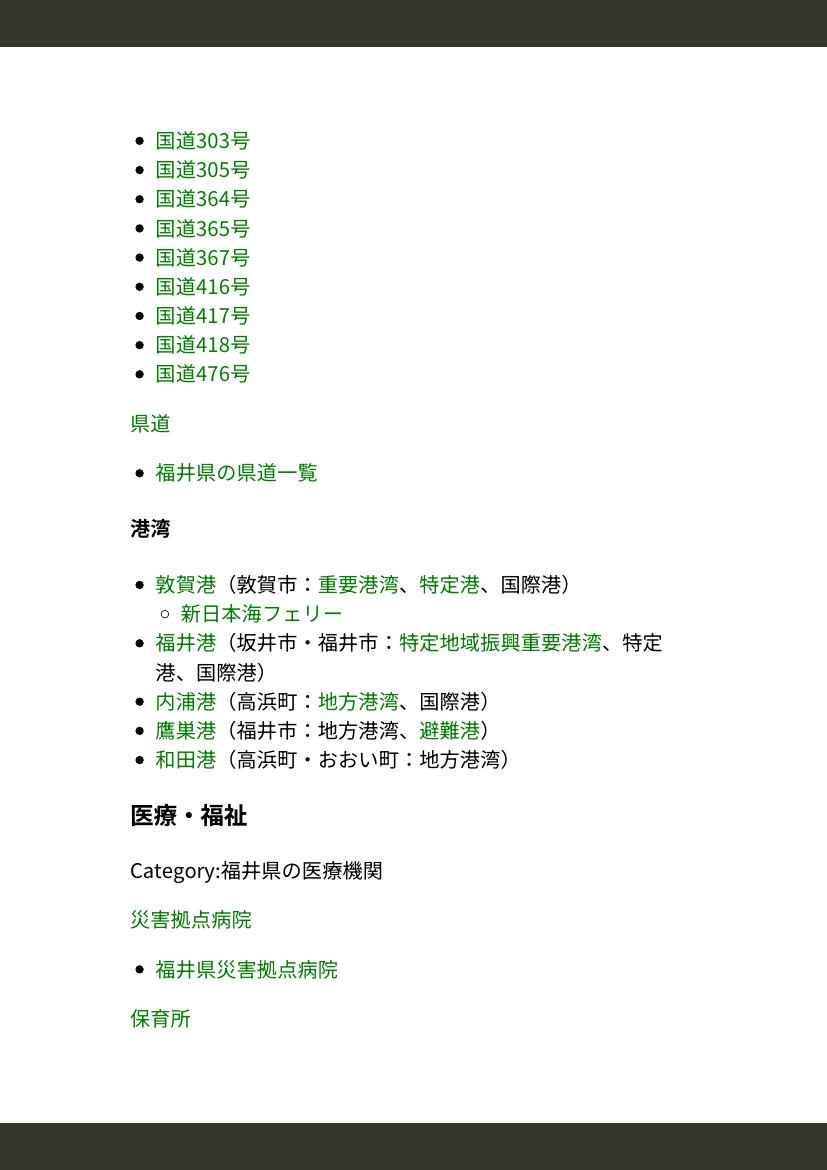 国道303号
国道305号
国道364号
国道365号
国道367号
国道416号
国道417号
国道418号
国道476号
県道
福井県の県道一覧
港湾
敦賀港（敦賀市：重要港湾、特定港、国際港）
新日本海フェリー
福井港（坂井市・福井市：特定地域振興重要港湾、特定
港、国際港）
内浦港（高浜町：地方港湾、国際港）
鷹巣港（福井市：地方港湾、避難港）
和田港（高浜町・おおい町：地方港湾）
医療・福祉
Category:福井県の医療機関
災害拠点病院
福井県災害拠点病院
保育所